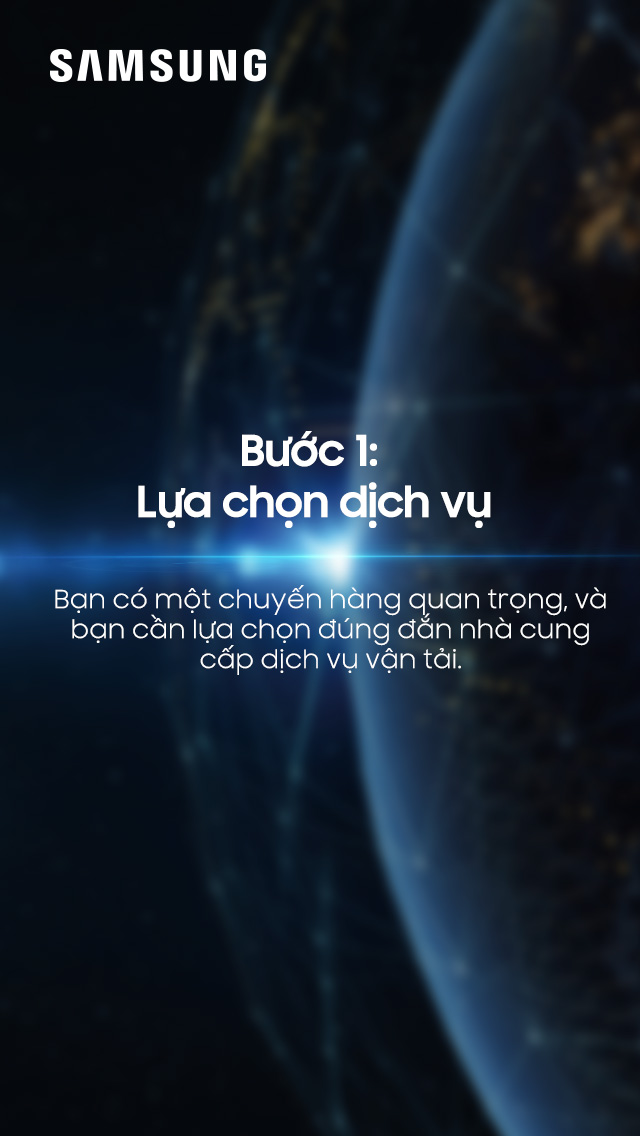 SAMSUNG
Bước 1:
Lựa chọn dịch vụ
Bạn có một chuyến hàng quan trọng, và
bạn cần lựa chọn đúng đắn nhà cung
cấp dịch vụ vận tải.